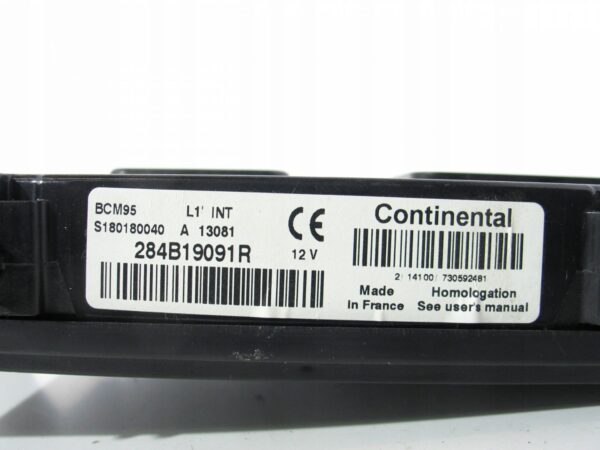 BCM95 L1' INT
S180180040 A 13081
284B19091R
CE
12 V
Continental
2 14100 730592481
Made in France
Homologation
See user's manual